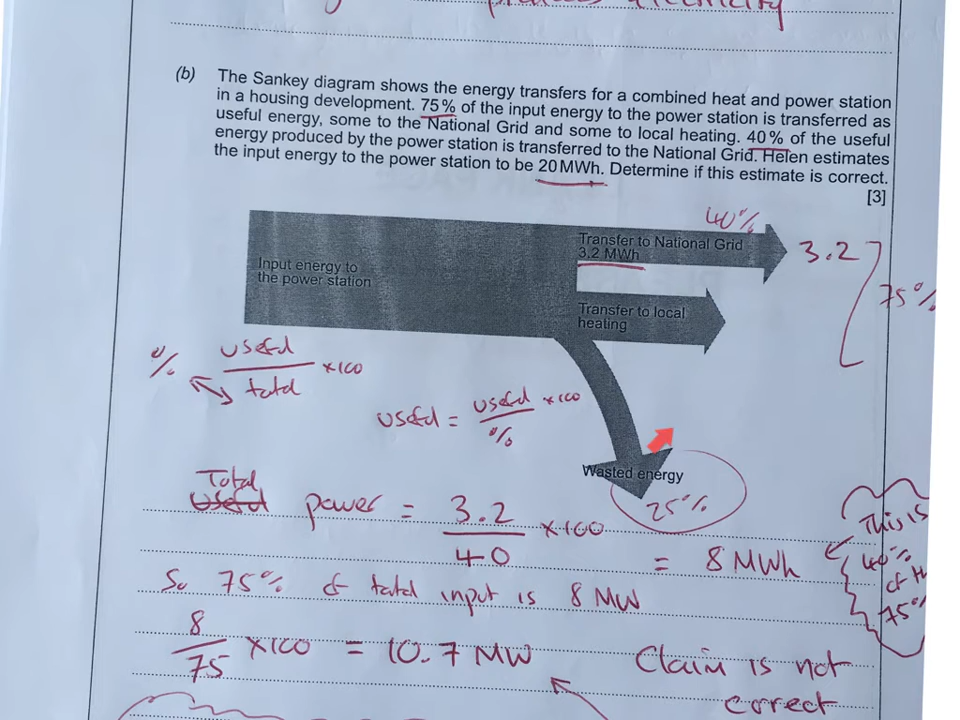 (b) The Sankey diagram shows the energy transfers for a combined heat and power station
in a housing development. 75% of the input energy to the power station is transferred as
useful energy, some to the National Grid and some to local heating. 40% of the useful
energy produced by the power station is transferred to the National Grid. Helen estimates
the input energy to the power station to be 20 MWh. Determine if this estimate is correct.
[3]
40%
Transfer to National Grid
3.2 MWh
3.2
75%
Input energy to
the power station
Transfer to local
heating
% useful / total ×100
useful = useful / % ×100
Wasted energy
25%
Total
Useful power = 3.2 / 40 ×100
= 8 MWh
This is
40%
of th
75%
So 75% of total input is 8 MW
8 / 75 ×100 = 10.7 MW
Claim is not
correct